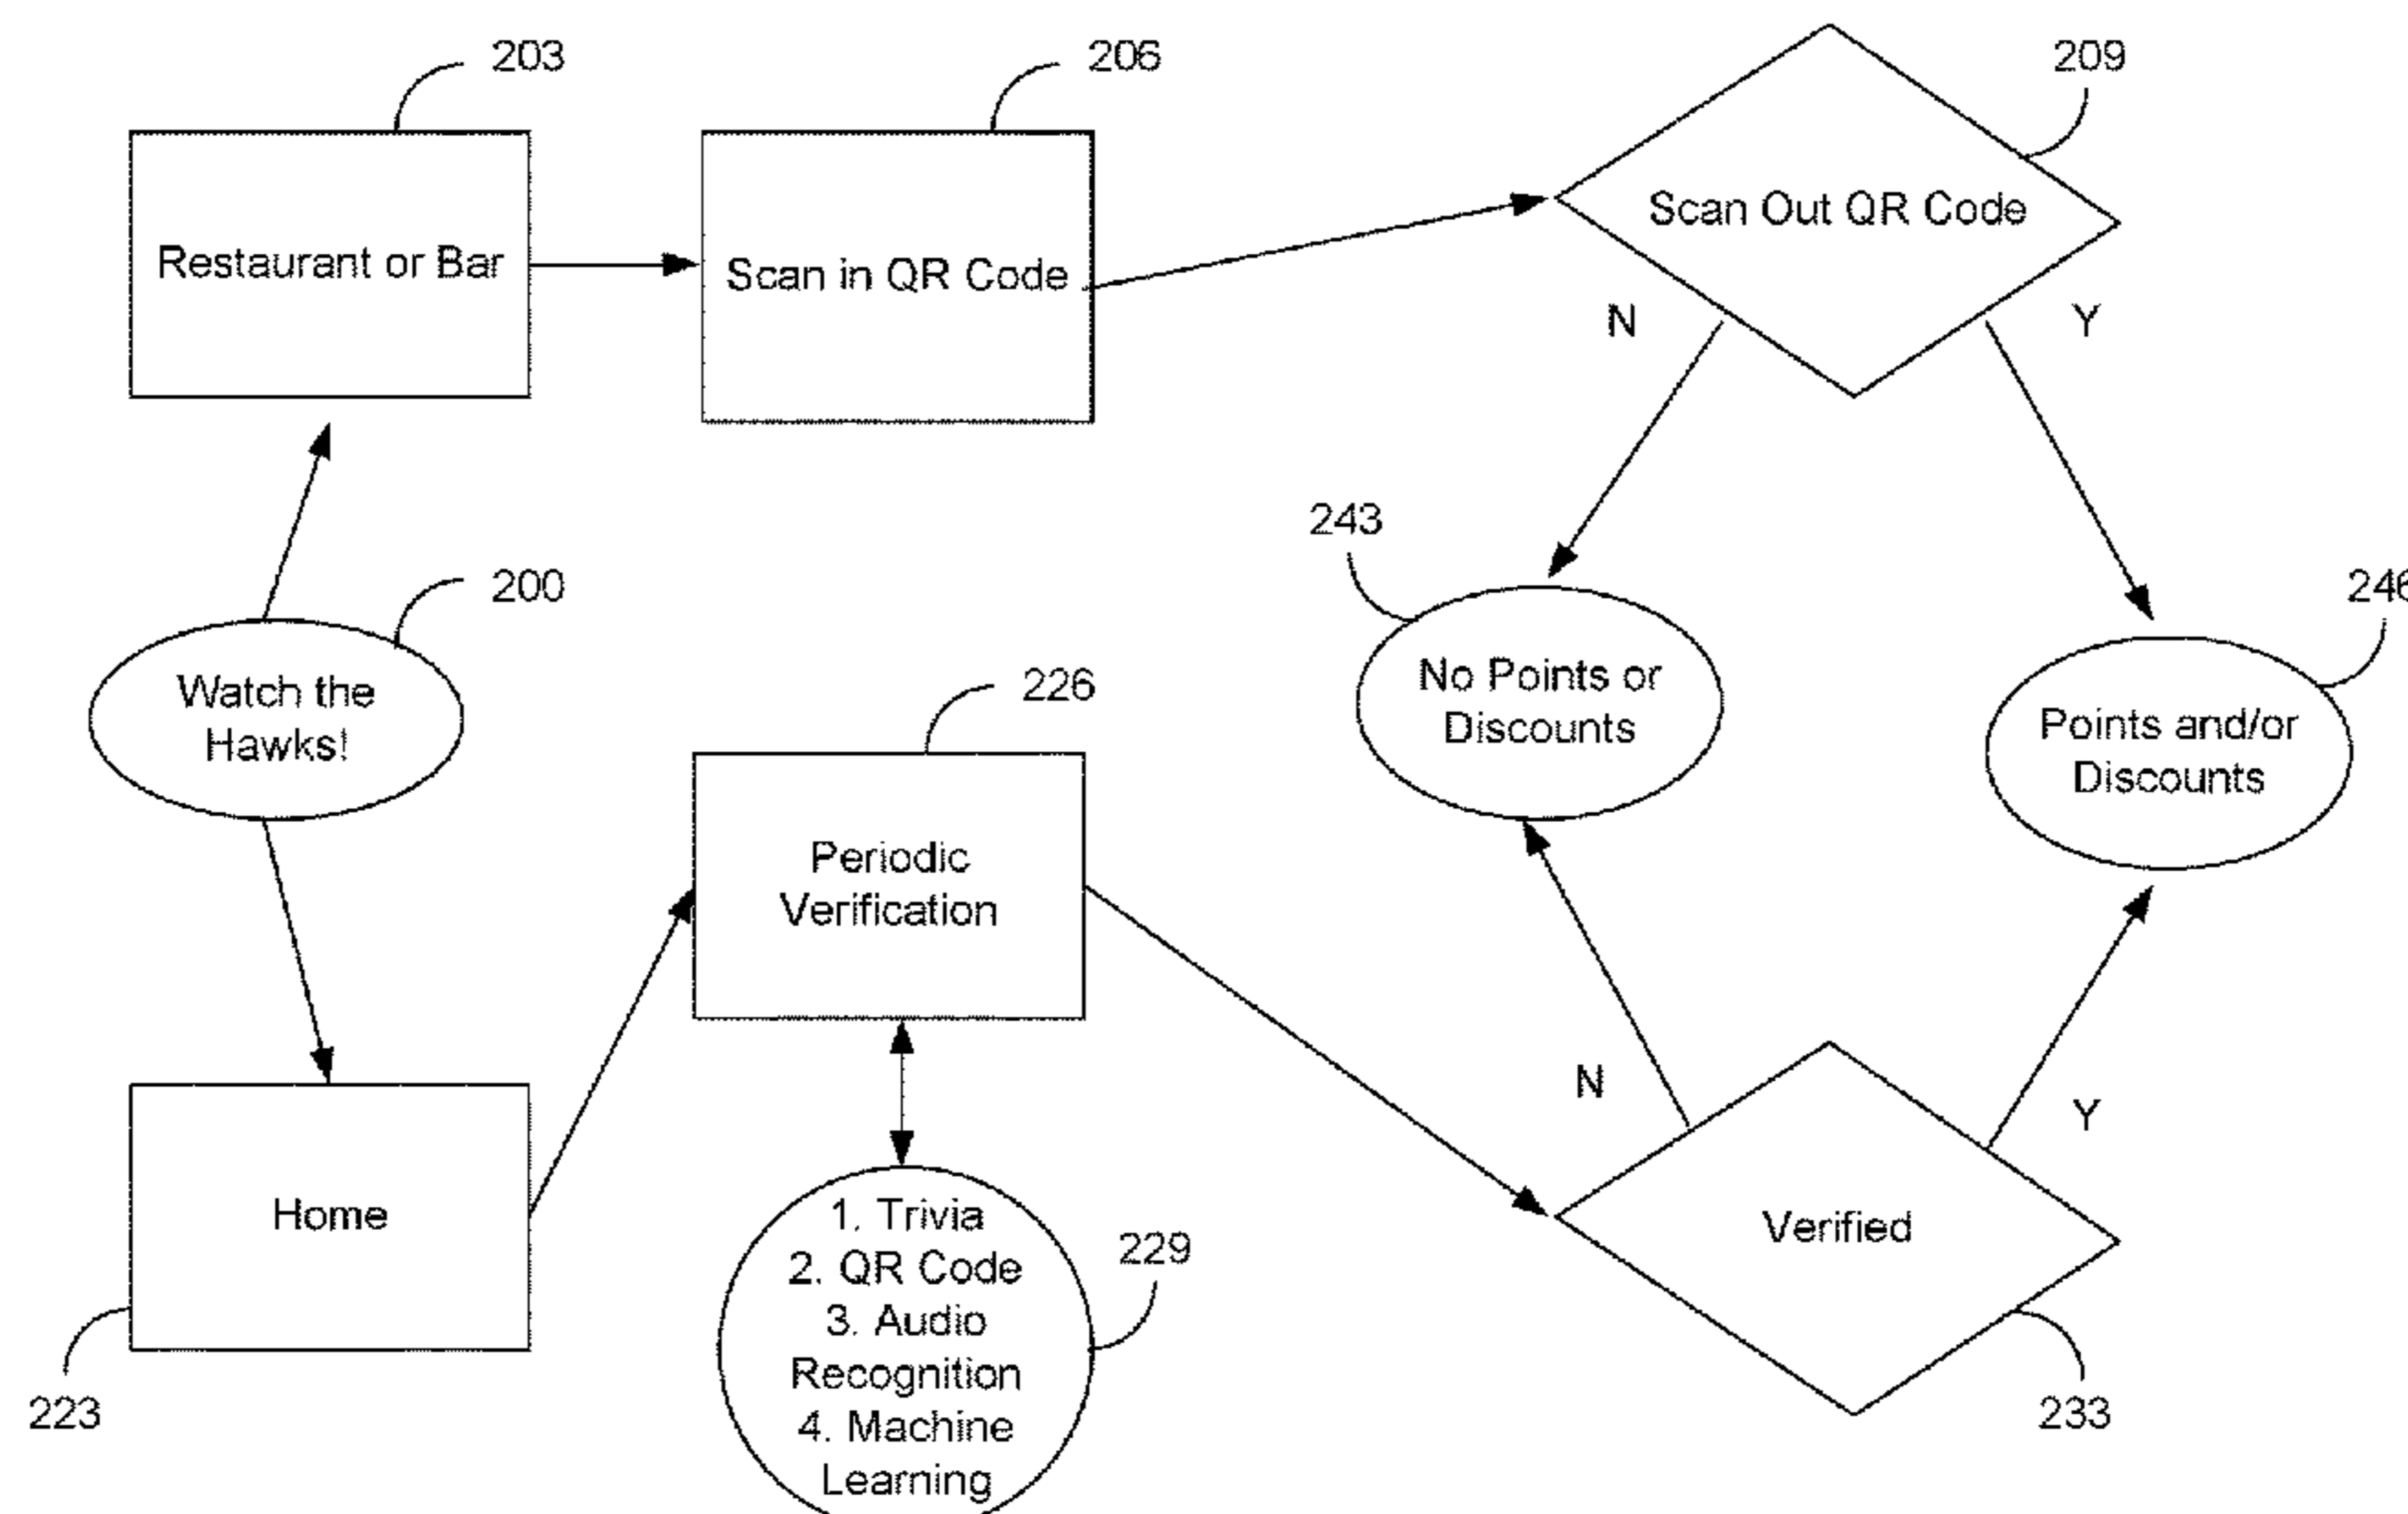 203
206
209
Restaurant or Bar
Scan in QR Code
Scan Out QR Code
N
Y
243
246
200
Watch the
Hawks!
No Points or
Discounts
Points and/or
Discounts
226
Periodic
Verification
N
Y
Home
1. Trivia
2. QR Code
3. Audio
Recognition
4. Machine
Learning
229
Verified
223
233